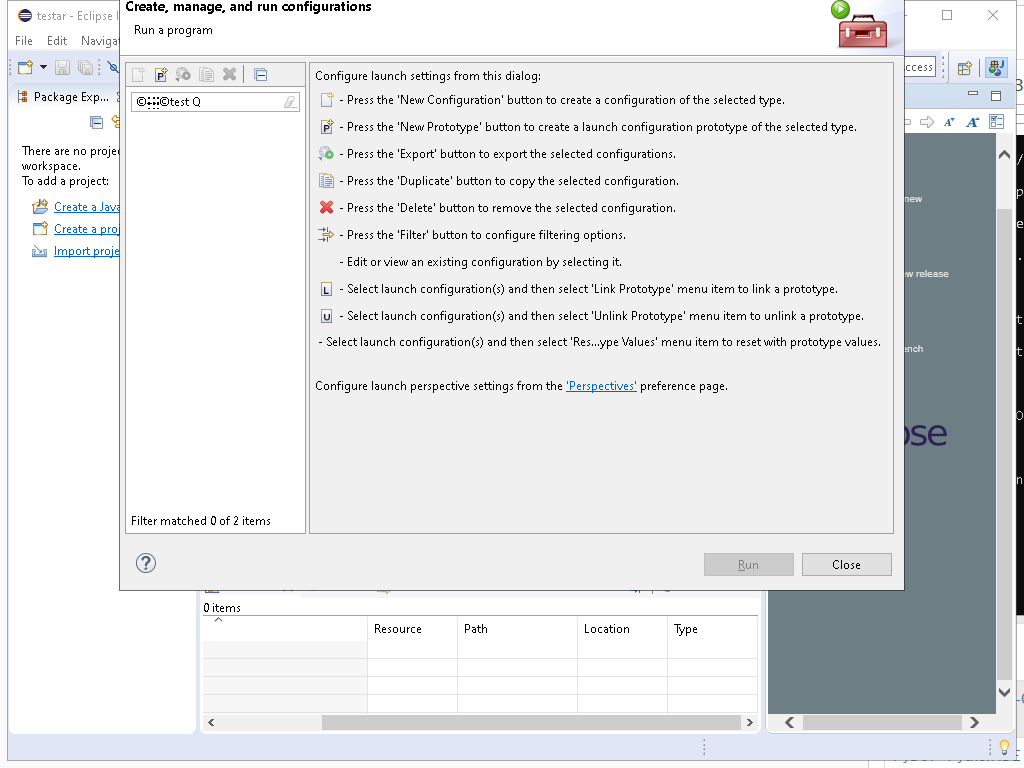 Create, manage, and run configurations
testar - Eclipse
Run a program
File Edit Naviga
ccess
Configure launch settings from this dialog:
Package Exp...
test Q
- Press the 'New Configuration' button to create a configuration of the selected type.
- Press the 'New Prototype' button to create a launch configuration prototype of the selected type.
There are no proje
workspace.
To add a project:
- Press the 'Export' button to export the selected configurations.
- Press the 'Duplicate' button to copy the selected configuration.
Create a Java
- Press the 'Delete' button to remove the selected configuration.
new
Create a proj
- Press the 'Filter' button to configure filtering options.
Import proje
- Edit or view an existing configuration by selecting it.
w release
- Select launch configuration(s) and then select 'Link Prototype' menu item to link a prototype.
- Select launch configuration(s) and then select 'Unlink Prototype' menu item to unlink a prototype.
- Select launch configuration(s) and then select 'Res...ype Values' menu item to reset with prototype values.
nch
Configure launch perspective settings from the 'Perspectives' preference page.
ose
Filter matched 0 of 2 items
Run
Close
0 items
Resource Path Location Type